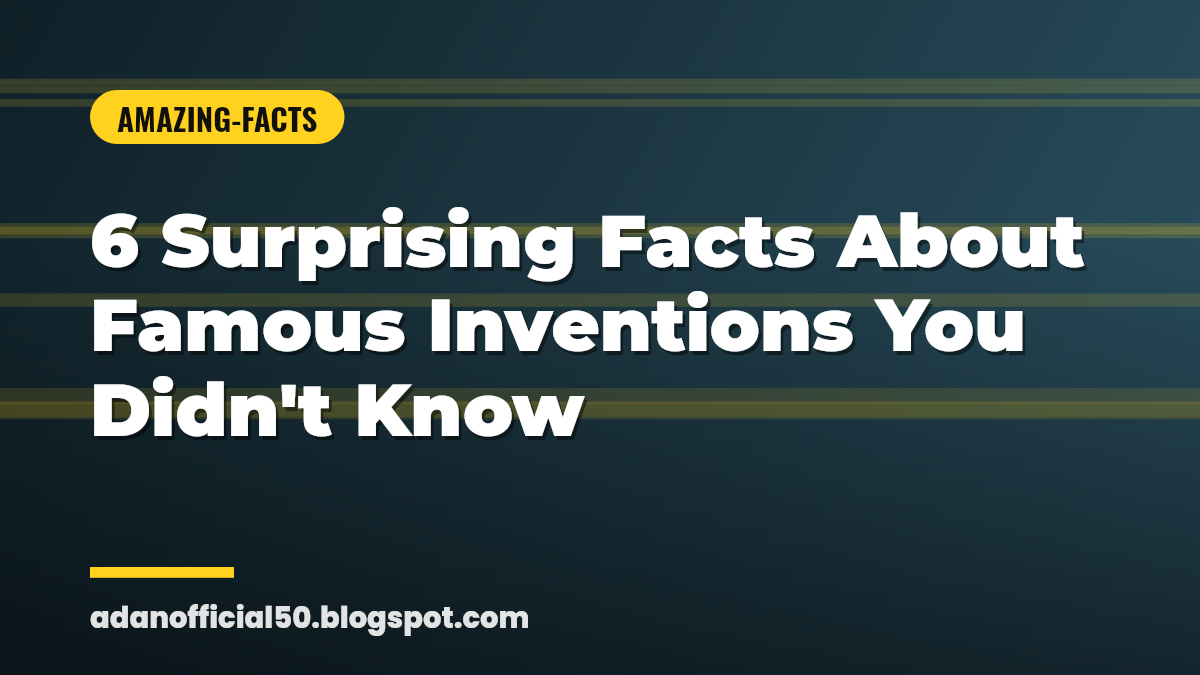 AMAZING-FACTS
6 Surprising Facts About
Famous Inventions You
Didn't Know
adanofficial50.blogspot.com